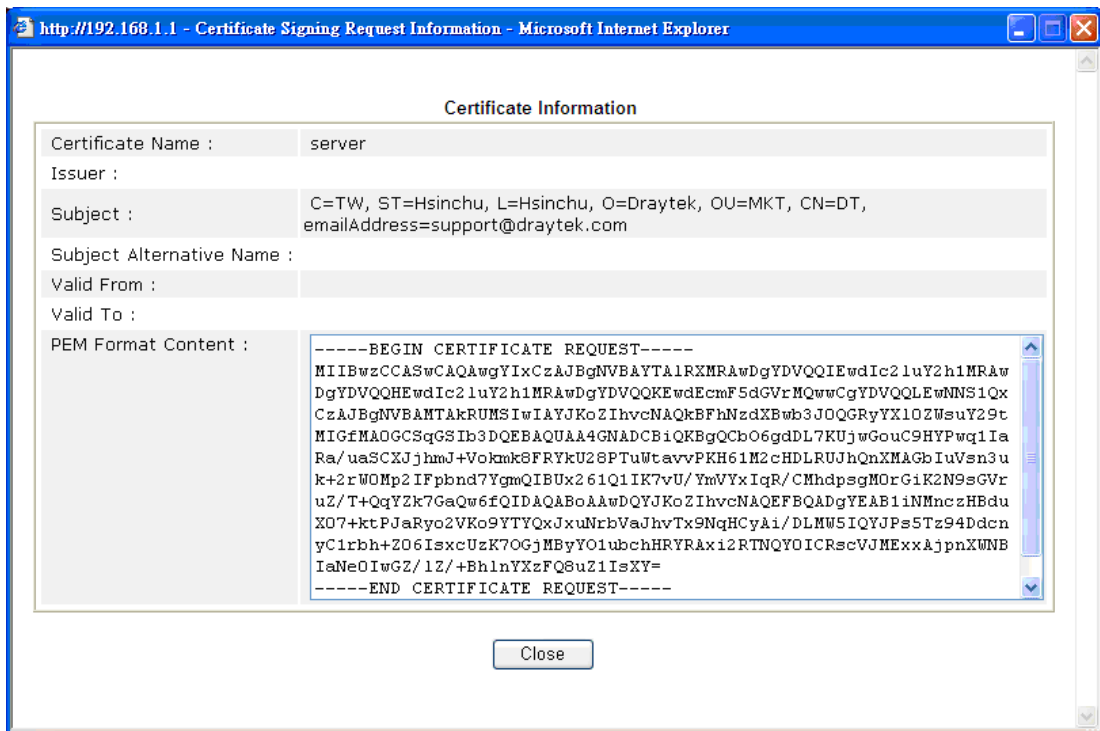 http://192.168.1.1 - Certificate Signing Request Information - Microsoft Internet Explorer
Certificate Information
Certificate Name : server
Issuer :
Subject : C=TW, ST=Hsinchu, L=Hsinchu, O=Draytek, OU=MKT, CN=DT,
emailAddress=support@draytek.com
Subject Alternative Name :
Valid From :
Valid To :
PEM Format Content :
-----BEGIN CERTIFICATE REQUEST-----
MIIBwzCCASwCAQAwgYIxCzAJBgNVBAYTAlRXMRAwDgYDVQQIEwdIc2luY2h1MRAw
DgYDVQQHEwdIc2luY2h1MRAwDgYDVQQKEwdEcmF5dGVrMQwwCgYDVQQLEwNNS1Qx
CzAJBgNVBAMTAkRUMSIwIAYJKoZIhvcNAQkBFhNzdXBwb3J0QGRyYXl0ZWsuY29t
MIGfMA0GCSqGSIb3DQEBAQUAA4GNADCBiQKBgQCbO6gdDL7KUjwGouC9HYPwq1Ia
Ra/uaSCXJjhmJ+Vokmk8FRYkU28PTuWtavvPKH61M2cHDLRUJhQnXMAGbIuVsn3u
k+2rWOMp2IFpbnd7YgmQIBUx261Q1IK7vU/YmVYxIqR/CMhdpsgMOrGiK2N9sGVr
uZ/T+QqYZk7GaQw6fQIDAQABoAAwDQYJKoZIhvcNAQEFBQADgYEAB1iNMnczHBdu
XO7+ktPJaRyo2VKo9YTYQxJxuNrbVaJhvTx9NqHCyAi/DLMW5IQYJPs5Tz94Ddcn
yC1rbh+ZO6IsxcUzK7OGjMByYO1ubchHRYRAxi2RTNQYOICRscVJMExxAjpnXWNB
IaNeOIwGZ/lZ/+BhlnYXzFQ8uZ1IsXY=
-----END CERTIFICATE REQUEST-----
Close